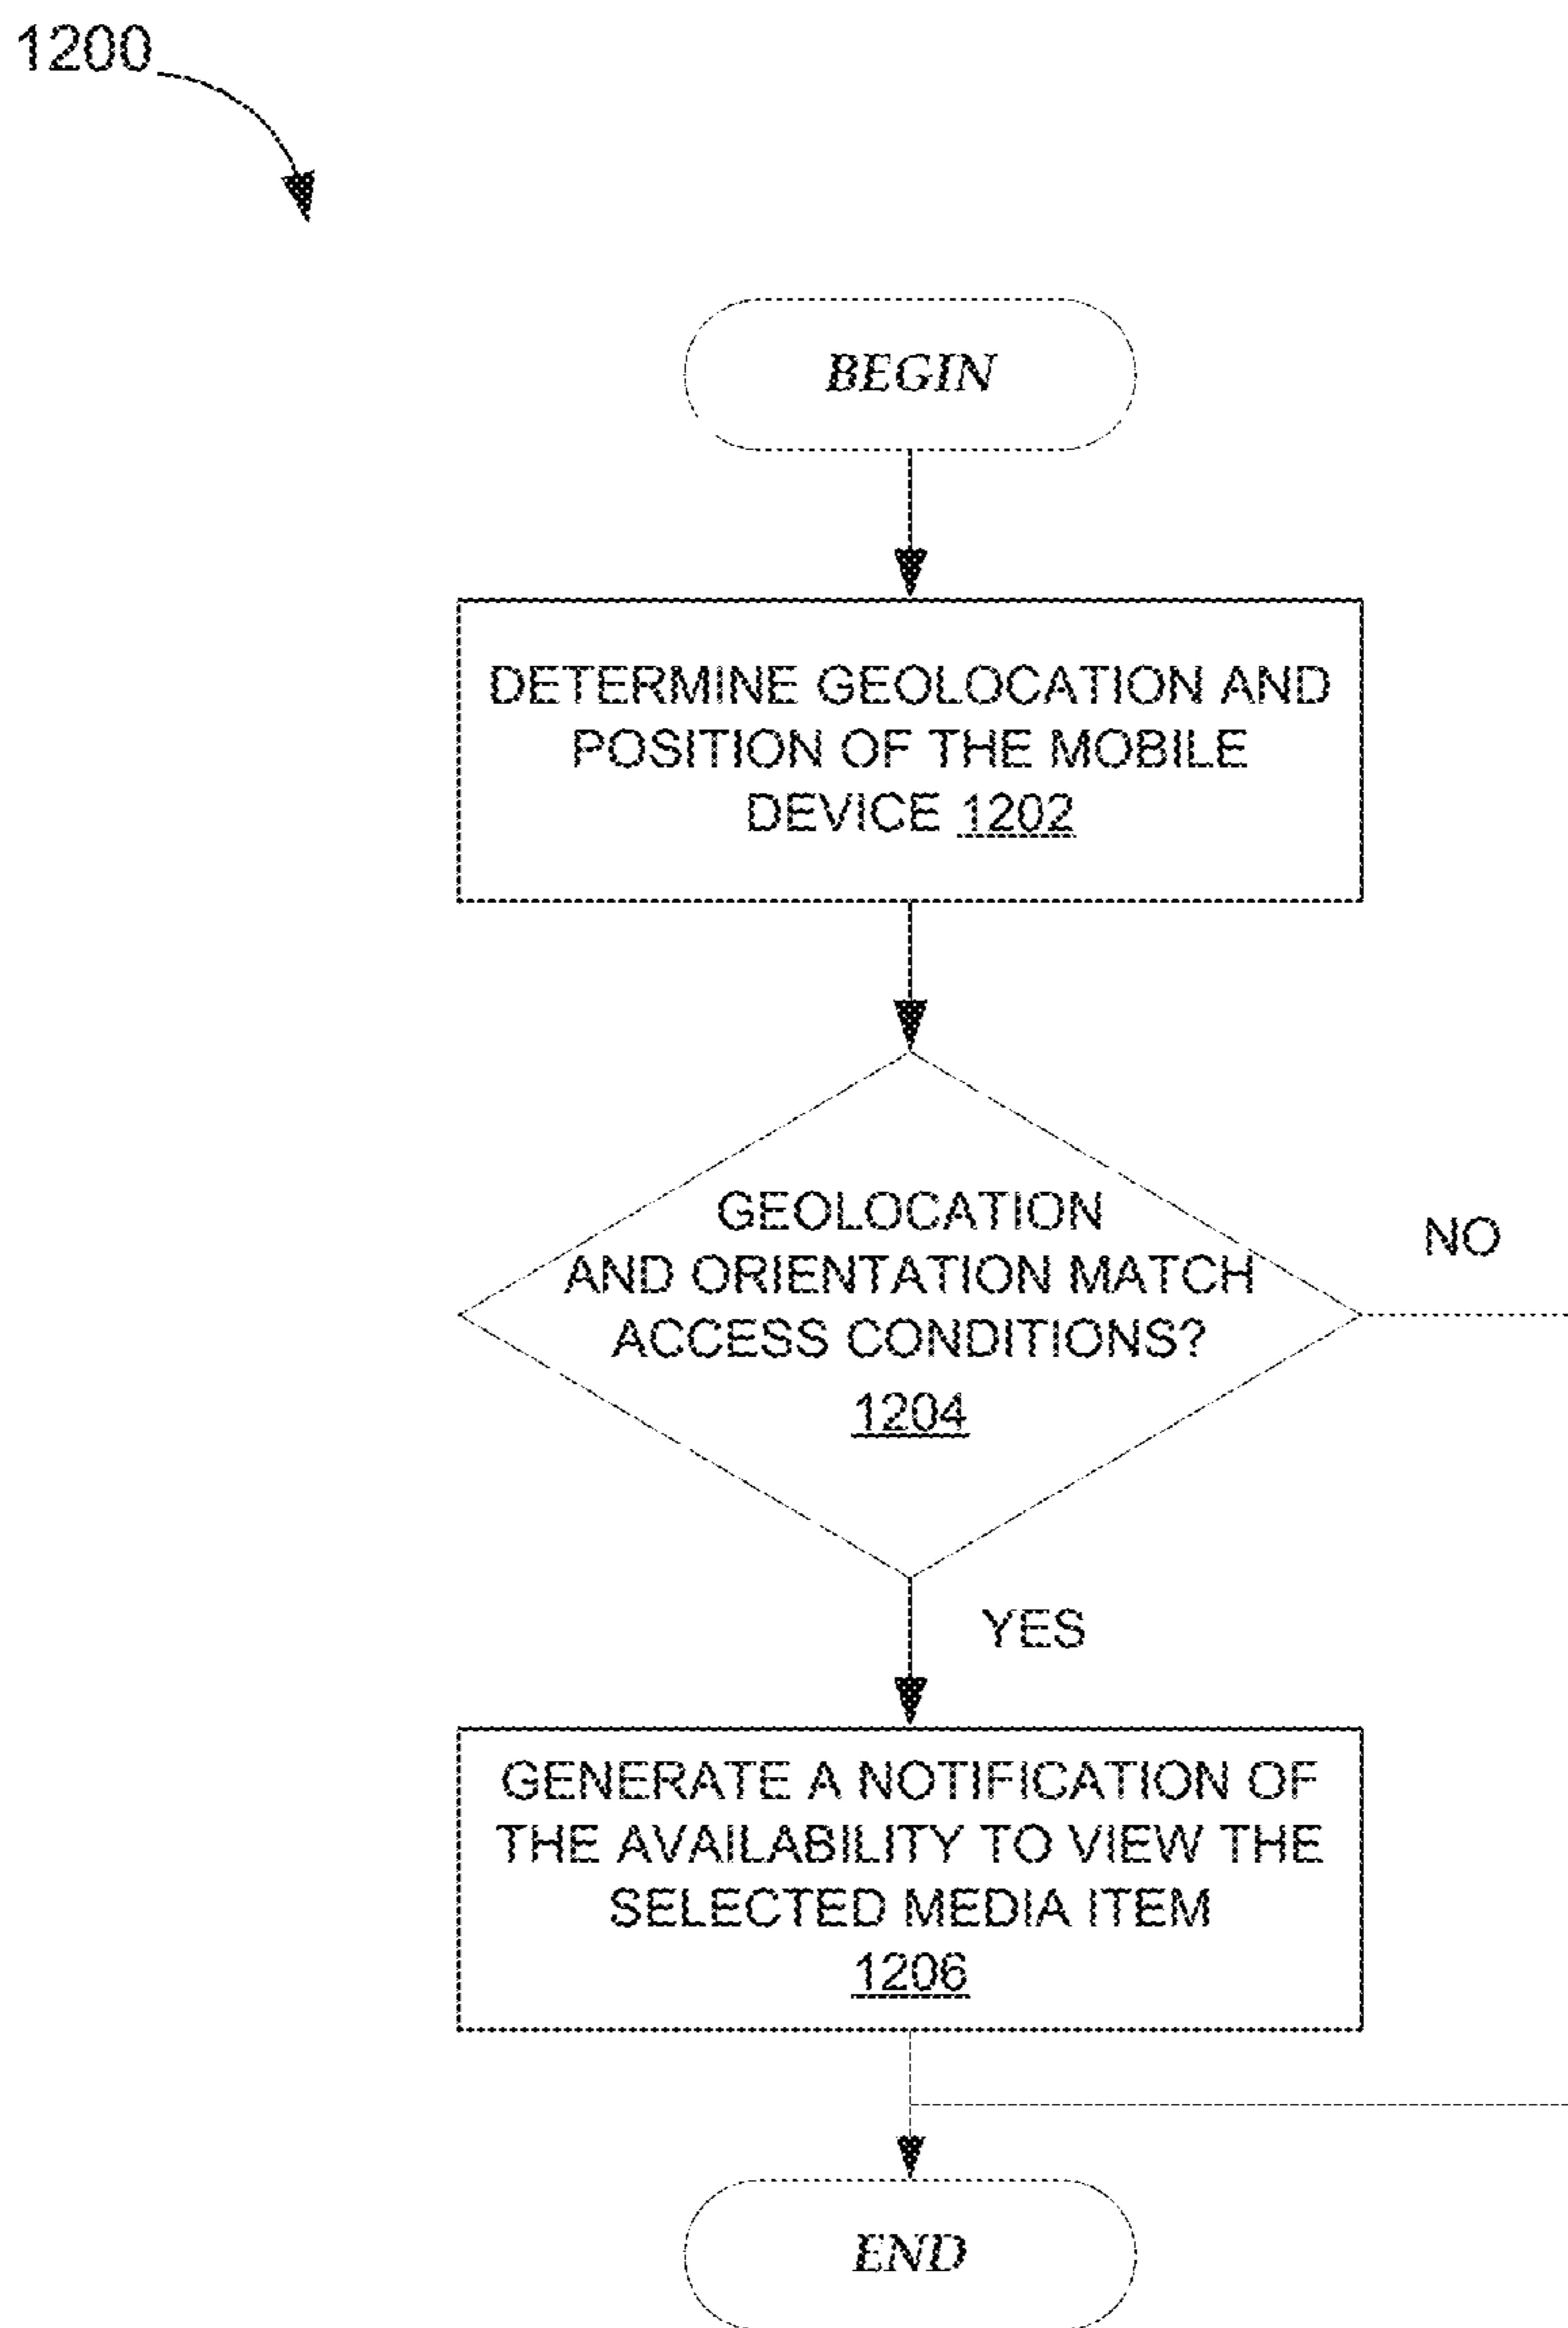 1200
BEGIN
DETERMINE GEOLOCATION AND
POSITION OF THE MOBILE
DEVICE 1202
GEOLOCATION
AND ORIENTATION MATCH
ACCESS CONDITIONS?
1204
NO
YES
GENERATE A NOTIFICATION OF
THE AVAILABILITY TO VIEW THE
SELECTED MEDIA ITEM
1206
END